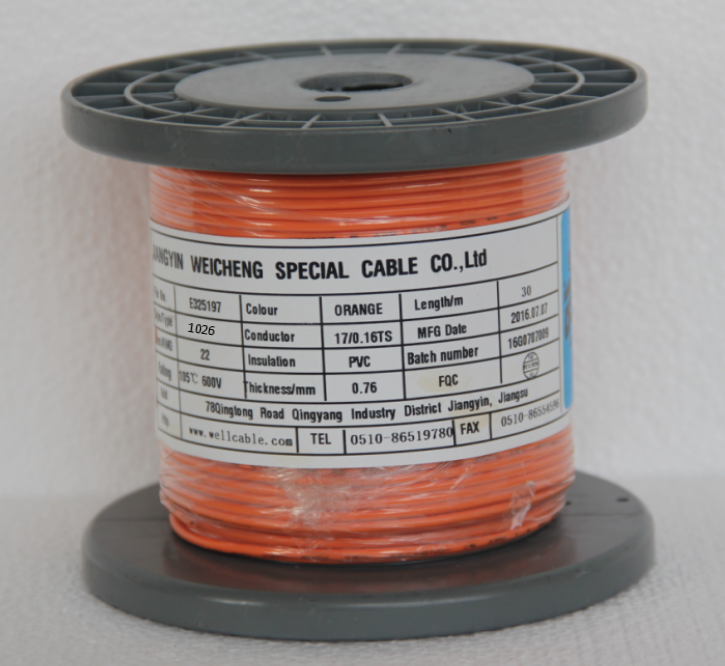 WEICHENG SPECIAL CABLE CO.,Ltd
E325197 Colour ORANGE Length/m 30
1026 Conductor 17/0.16TS MFG Date 2016.07.07
22 Insulation PVC Batch number 16G0707009
105℃ 600V Thickness/mm 0.76 FQC
78Qingtong Road Qingyang Industry District Jiangyin, Jiangsu
www.wellcable.com TEL 0510-86519780 FAX